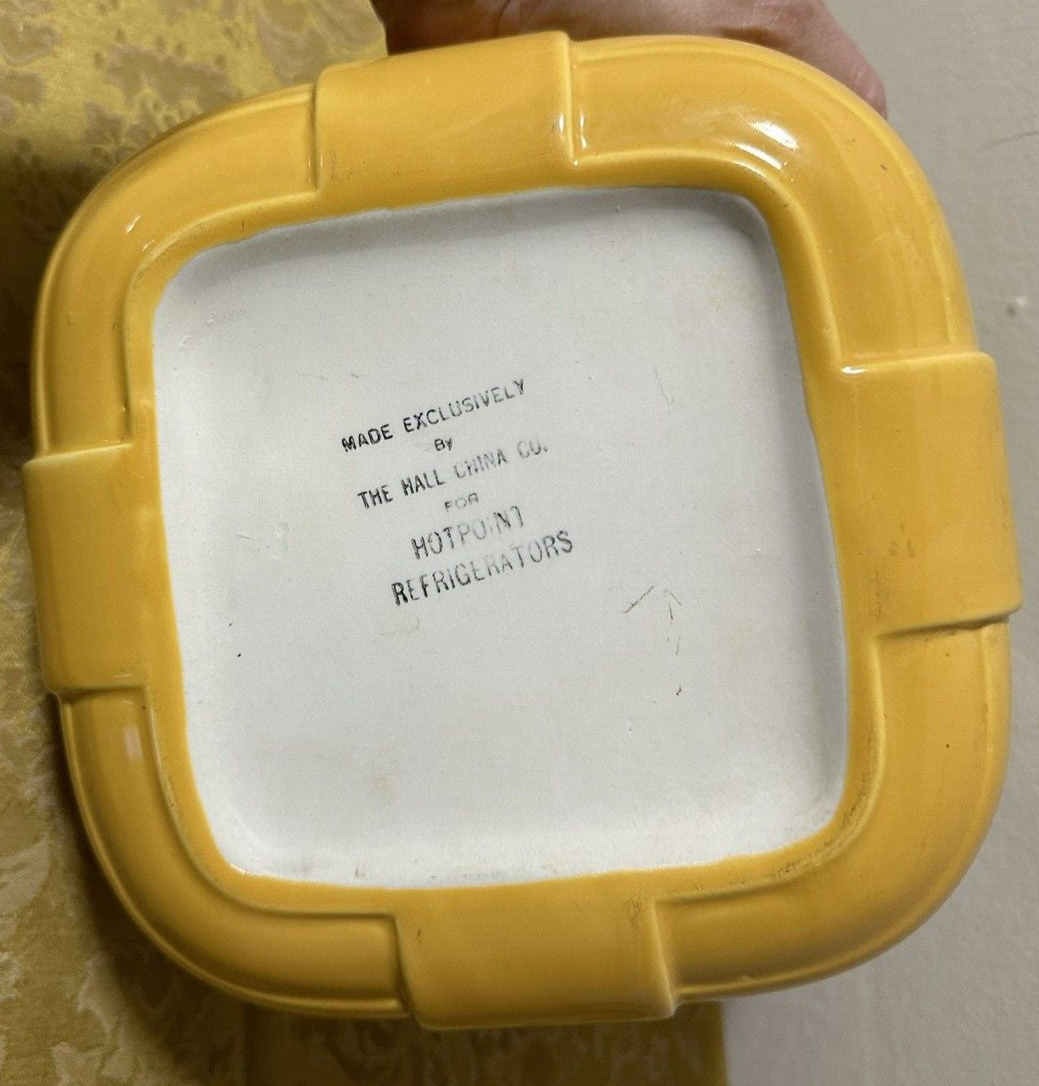 MADE EXCLUSIVELY
By
THE HALL CHINA CO.
FOR
HOTPOINT
REFRIGERATORS